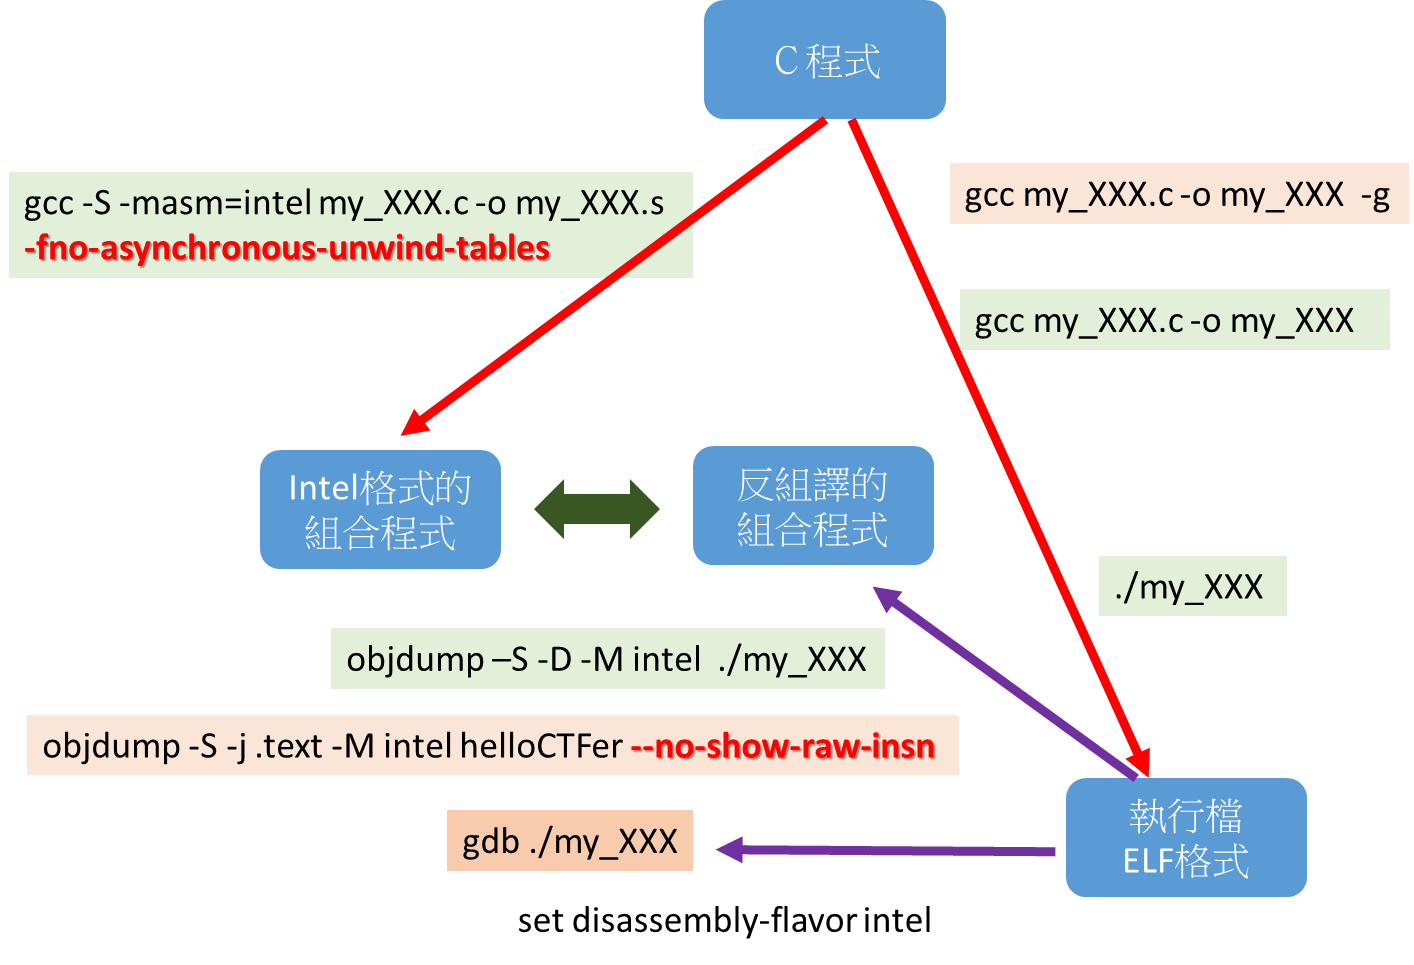 C 程式
gcc -S -masm=intel my_XXX.c -o my_XXX.s
-fno-asynchronous-unwind-tables
gcc my_XXX.c -o my_XXX  -g
gcc my_XXX.c -o my_XXX
Intel格式的
組合程式
反組譯的
組合程式
./my_XXX
objdump –S -D -M intel  ./my_XXX
objdump -S -j .text -M intel helloCTFer --no-show-raw-insn
執行檔
ELF格式
gdb ./my_XXX
set disassembly-flavor intel